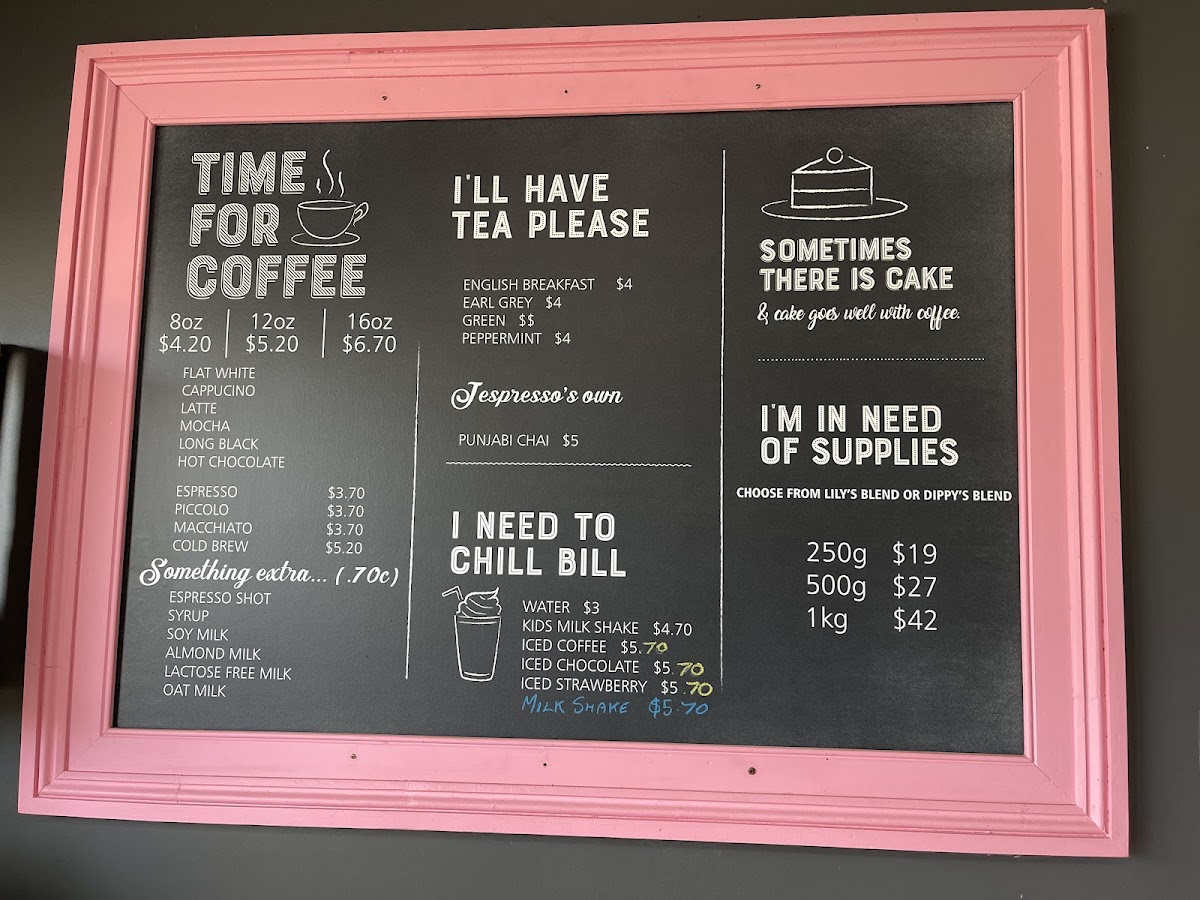 TIME
FOR
COFFEE
8oz 12oz 16oz
$4.20 $5.20 $6.70
FLAT WHITE
CAPPUCINO
LATTE
MOCHA
LONG BLACK
HOT CHOCOLATE
ESPRESSO $3.70
PICCOLO $3.70
MACCHIATO $3.70
COLD BREW $5.20
Something extra... (.70c)
ESPRESSO SHOT
SYRUP
SOY MILK
ALMOND MILK
LACTOSE FREE MILK
OAT MILK
I'LL HAVE
TEA PLEASE
ENGLISH BREAKFAST $4
EARL GREY $4
GREEN $$
PEPPERMINT $4
Jespresso's own
PUNJABI CHAI $5
I NEED TO
CHILL BILL
WATER $3
KIDS MILK SHAKE $4.70
ICED COFFEE $5.70
ICED CHOCOLATE $5.70
ICED STRAWBERRY $5.70
MILK SHAKE $5.70
SOMETIMES
THERE IS CAKE
& cake goes well with coffee.
I'M IN NEED
OF SUPPLIES
CHOOSE FROM LILY'S BLEND OR DIPPY'S BLEND
250g $19
500g $27
1kg $42